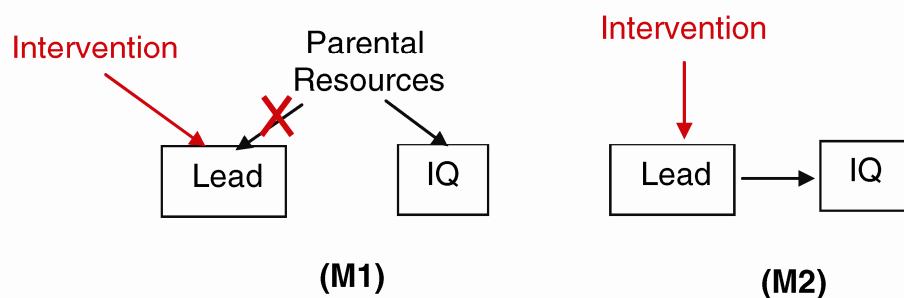 Intervention
Parental
Resources
Lead
IQ
(M1)
Intervention
Lead
IQ
(M2)